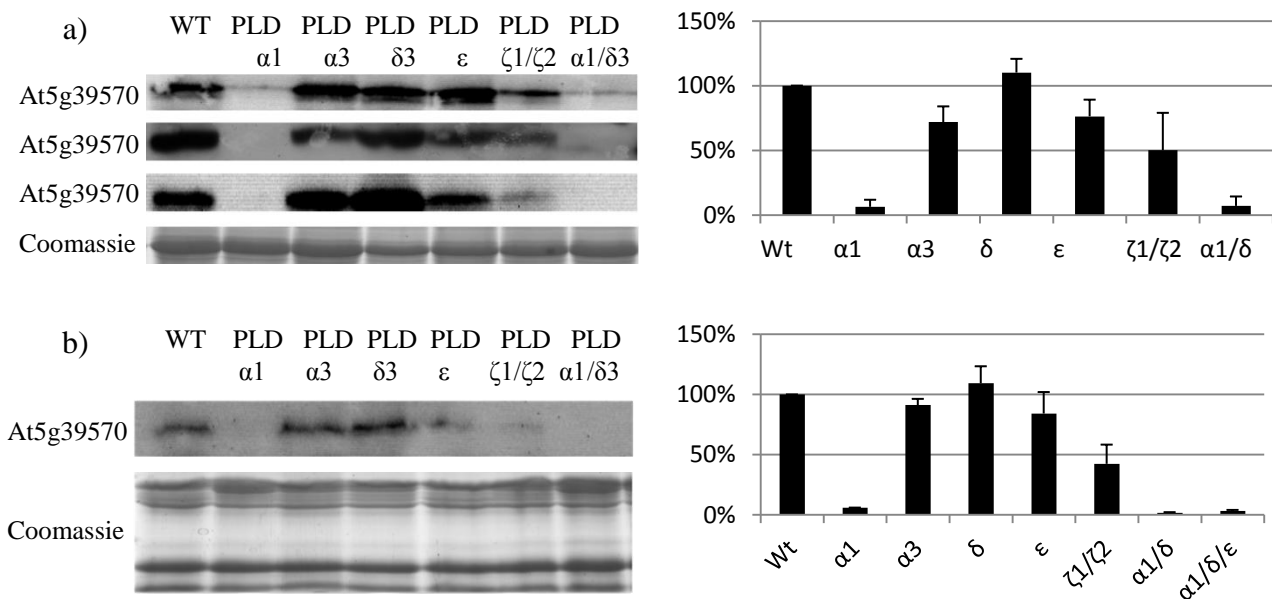 a)
WT PLD PLD PLD PLD PLD PLD
α1 α3 δ3 ε ζ1/ζ2 α1/δ3
At5g39570
At5g39570
At5g39570
Coomassie
150%
100%
50%
0%
Wt α1 α3 δ ε ζ1/ζ2 α1/δ
b)
WT PLD PLD PLD PLD PLD PLD
α1 α3 δ3 ε ζ1/ζ2 α1/δ3
At5g39570
Coomassie
150%
100%
50%
0%
Wt α1 α3 δ ε ζ1/ζ2 α1/δ α1/δ/ε